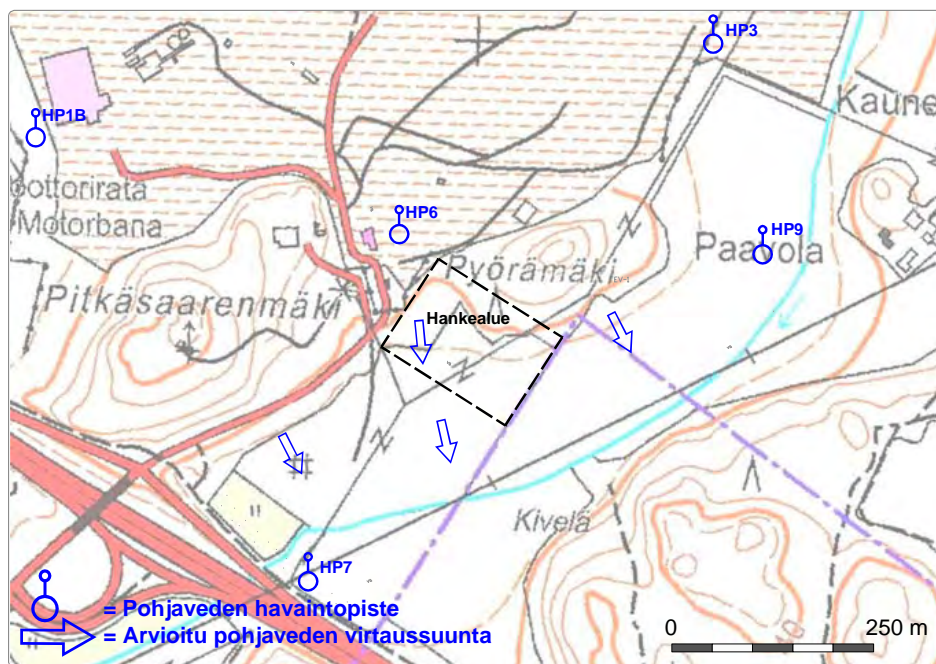 HP3
HP1B
Kaune
oottorirata
Motorbana
HP6
HP9
Paavola
Pyörämäki
Pitkäsaarenmäki
Hankealue
Kivelä
HP7
= Pohjaveden havaintopiste
= Arvioitu pohjaveden virtaussuunta
0 250 m